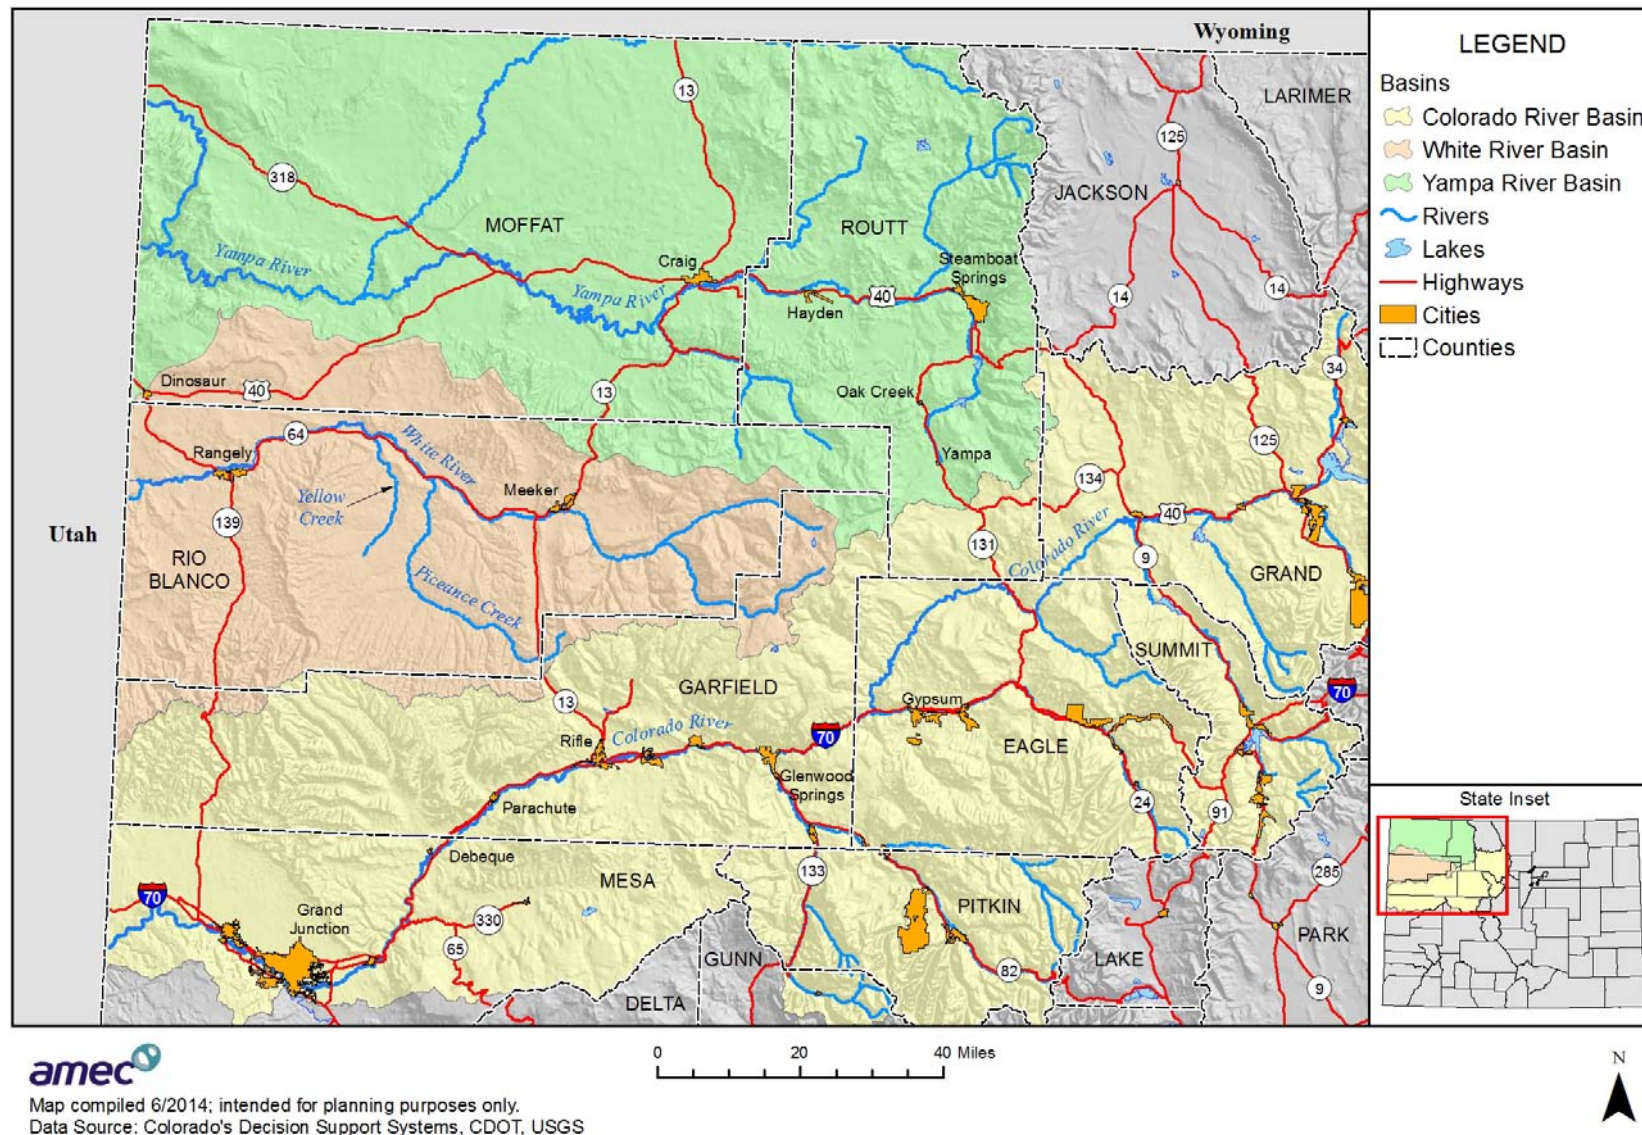 Wyoming
Utah
LARIMER
JACKSON
MOFFAT
ROUTT
RIO
BLANCO
GRAND
SUMMIT
GARFIELD
EAGLE
MESA
PITKIN
GUNN
DELTA
LAKE
PARK
Yampa River
Yampa River
White River
Yellow
Creek
Piceance Creek
Colorado River
Colorado River
Craig
Hayden
Steamboat
Springs
Oak Creek
Yampa
Dinosaur
Rangely
Meeker
Rifle
Parachute
Debeque
Grand
Junction
Glenwood
Springs
Gypsum
13
318
125
14
14
40
40
13
64
139
34
125
134
131
40
9
13
70
70
70
24
91
133
330
65
82
285
9
LEGEND
Basins
Colorado River Basin
White River Basin
Yampa River Basin
Rivers
Lakes
Highways
Cities
Counties
State Inset
0 20 40 Miles
N
amec
Map compiled 6/2014; intended for planning purposes only.
Data Source: Colorado's Decision Support Systems, CDOT, USGS